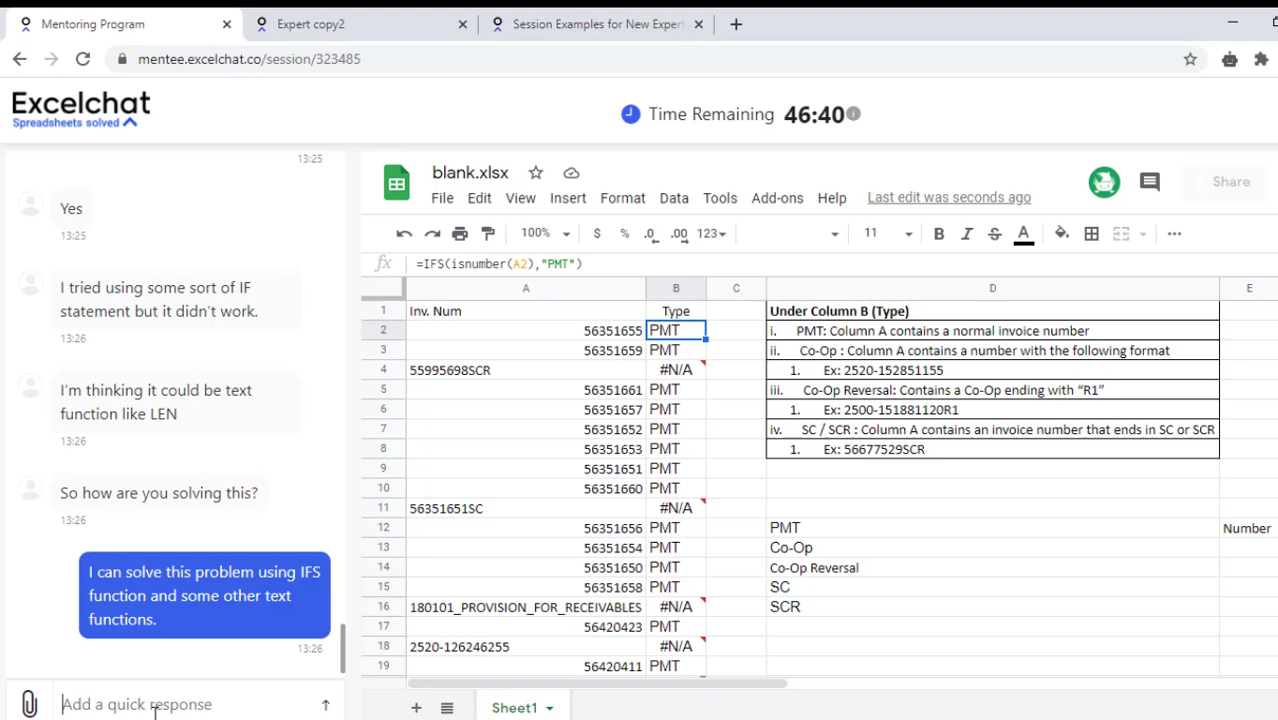 Mentoring Program
Expert copy2
Session Examples for New Expert
mentee.excelchat.co/session/323485
Excelchat
Spreadsheets solved
Time Remaining 46:40
13:25
Yes
13:25
I tried using some sort of IF
statement but it didn't work.
13:26
I'm thinking it could be text
function like LEN
13:26
So how are you solving this?
13:26
I can solve this problem using IFS
function and some other text
functions.
13:26
Add a quick response
blank.xlsx
File Edit View Insert Format Data Tools Add-ons Help Last edit was seconds ago
Share
100% $ % .0 .00 123 11 B I S A
fx =IFS(isnumber(A2),"PMT")
A B C D E
1 Inv. Num Type Under Column B (Type)
2 56351655 PMT i. PMT: Column A contains a normal invoice number
3 56351659 PMT ii. Co-Op : Column A contains a number with the following format
4 55995698SCR #N/A 1. Ex: 2520-152851155
5 56351661 PMT iii. Co-Op Reversal: Contains a Co-Op ending with "R1"
6 56351657 PMT 1. Ex: 2500-151881120R1
7 56351652 PMT iv. SC / SCR : Column A contains an invoice number that ends in SC or SCR
8 56351653 PMT 1. Ex: 56677529SCR
9 56351651 PMT
10 56351660 PMT
11 56351651SC #N/A
12 56351656 PMT PMT Number
13 56351654 PMT Co-Op
14 56351650 PMT Co-Op Reversal
15 56351658 PMT SC
16 180101_PROVISION_FOR_RECEIVABLES #N/A SCR
17 56420423 PMT
18 2520-126246255 #N/A
19 56420411 PMT
Sheet1